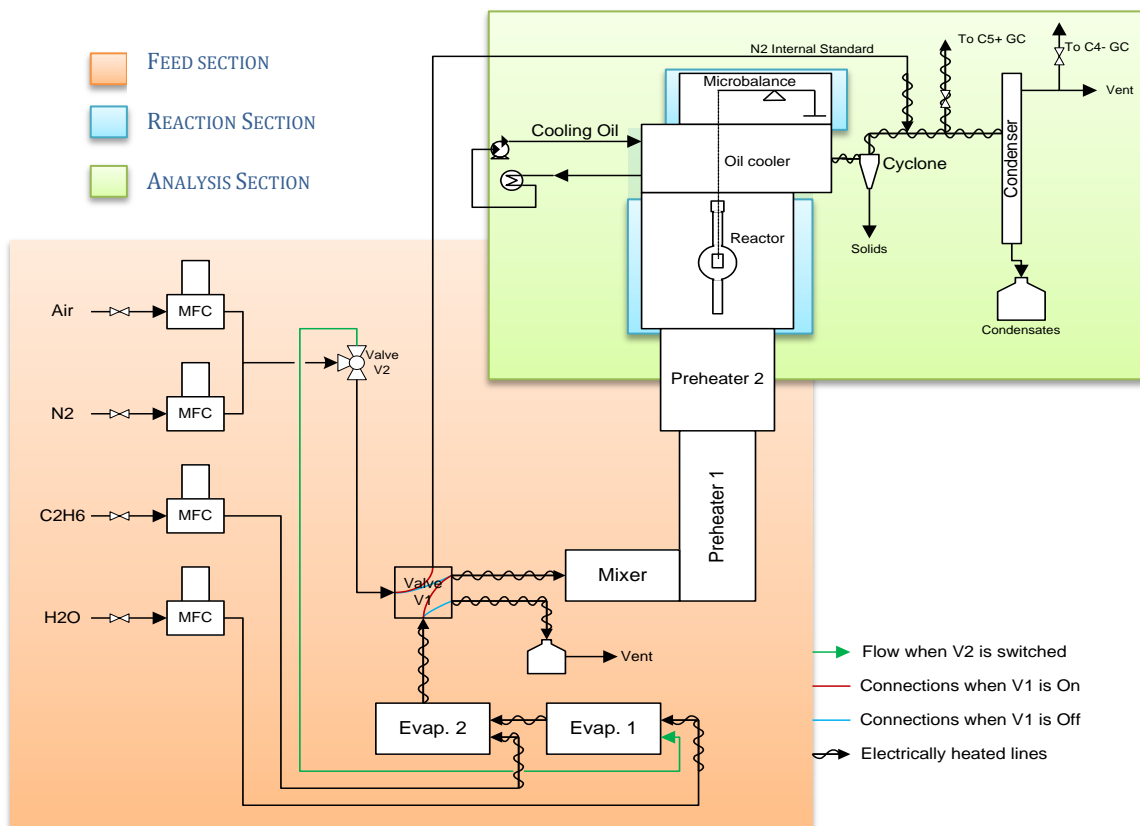 FEED SECTION
REACTION SECTION
ANALYSIS SECTION
N2 Internal Standard
To C5+ GC
To C4- GC
Microbalance
Vent
Cooling Oil
Oil cooler
Cyclone
Condenser
Reactor
Solids
Condensates
Air
MFC
Valve
V2
N2
MFC
Preheater 2
C2H6
MFC
Preheater 1
Mixer
Valve
V1
H2O
MFC
Vent
Evap. 2
Evap. 1
Flow when V2 is switched
Connections when V1 is On
Connections when V1 is Off
Electrically heated lines